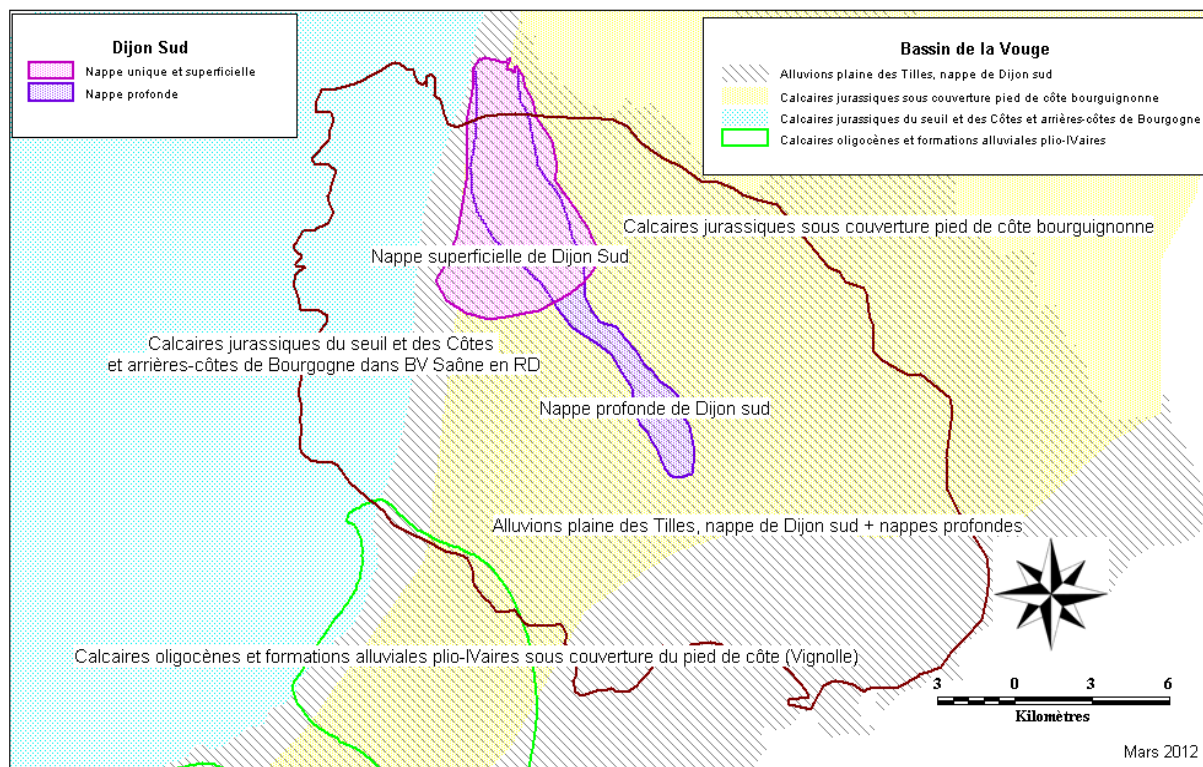 Dijon Sud
Nappe unique et superficielle
Nappe profonde
Bassin de la Vouge
Alluvions plaine des Tilles, nappe de Dijon sud
Calcaires jurassiques sous couverture pied de côte bourguignonne
Calcaires jurassiques du seuil et des Côtes et arrières-côtes de Bourgogne
Calcaires oligocènes et formations alluviales plio-IVaires
Calcaires jurassiques sous couverture pied de côte bourguignonne
Nappe superficielle de Dijon Sud
Calcaires jurassiques du seuil et des Côtes
et arrières-côtes de Bourgogne dans BV Saône en RD
Nappe profonde de Dijon sud
Alluvions plaine des Tilles, nappe de Dijon sud + nappes profondes
Calcaires oligocènes et formations alluviales plio-IVaires sous couverture du pied de côte (Vignolle)
3 0 3 6
Kilomètres
Mars 2012